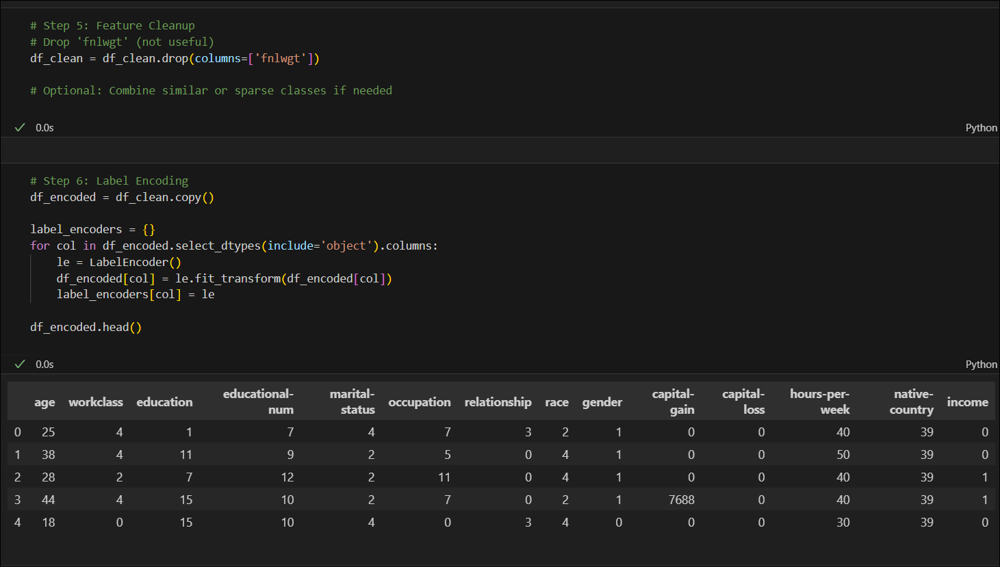 # Step 5: Feature Cleanup
# Drop 'fnlwgt' (not useful)
df_clean = df_clean.drop(columns=['fnlwgt'])
# Optional: Combine similar or sparse classes if needed
0.0s
Python
# Step 6: Label Encoding
df_encoded = df_clean.copy()
label_encoders = {}
for col in df_encoded.select_dtypes(include='object').columns:
    le = LabelEncoder()
    df_encoded[col] = le.fit_transform(df_encoded[col])
    label_encoders[col] = le
df_encoded.head()
0.0s
Python
age workclass education educational-num marital-status occupation relationship race gender capital-gain capital-loss hours-per-week native-country income
0 25 4 1 7 4 7 3 2 1 0 0 40 39 0
1 38 4 11 9 2 5 0 4 1 0 0 50 39 0
2 28 2 7 12 2 11 0 4 1 0 0 40 39 1
3 44 4 15 10 2 7 0 2 1 7688 0 40 39 1
4 18 0 15 10 4 0 3 4 0 0 0 30 39 0